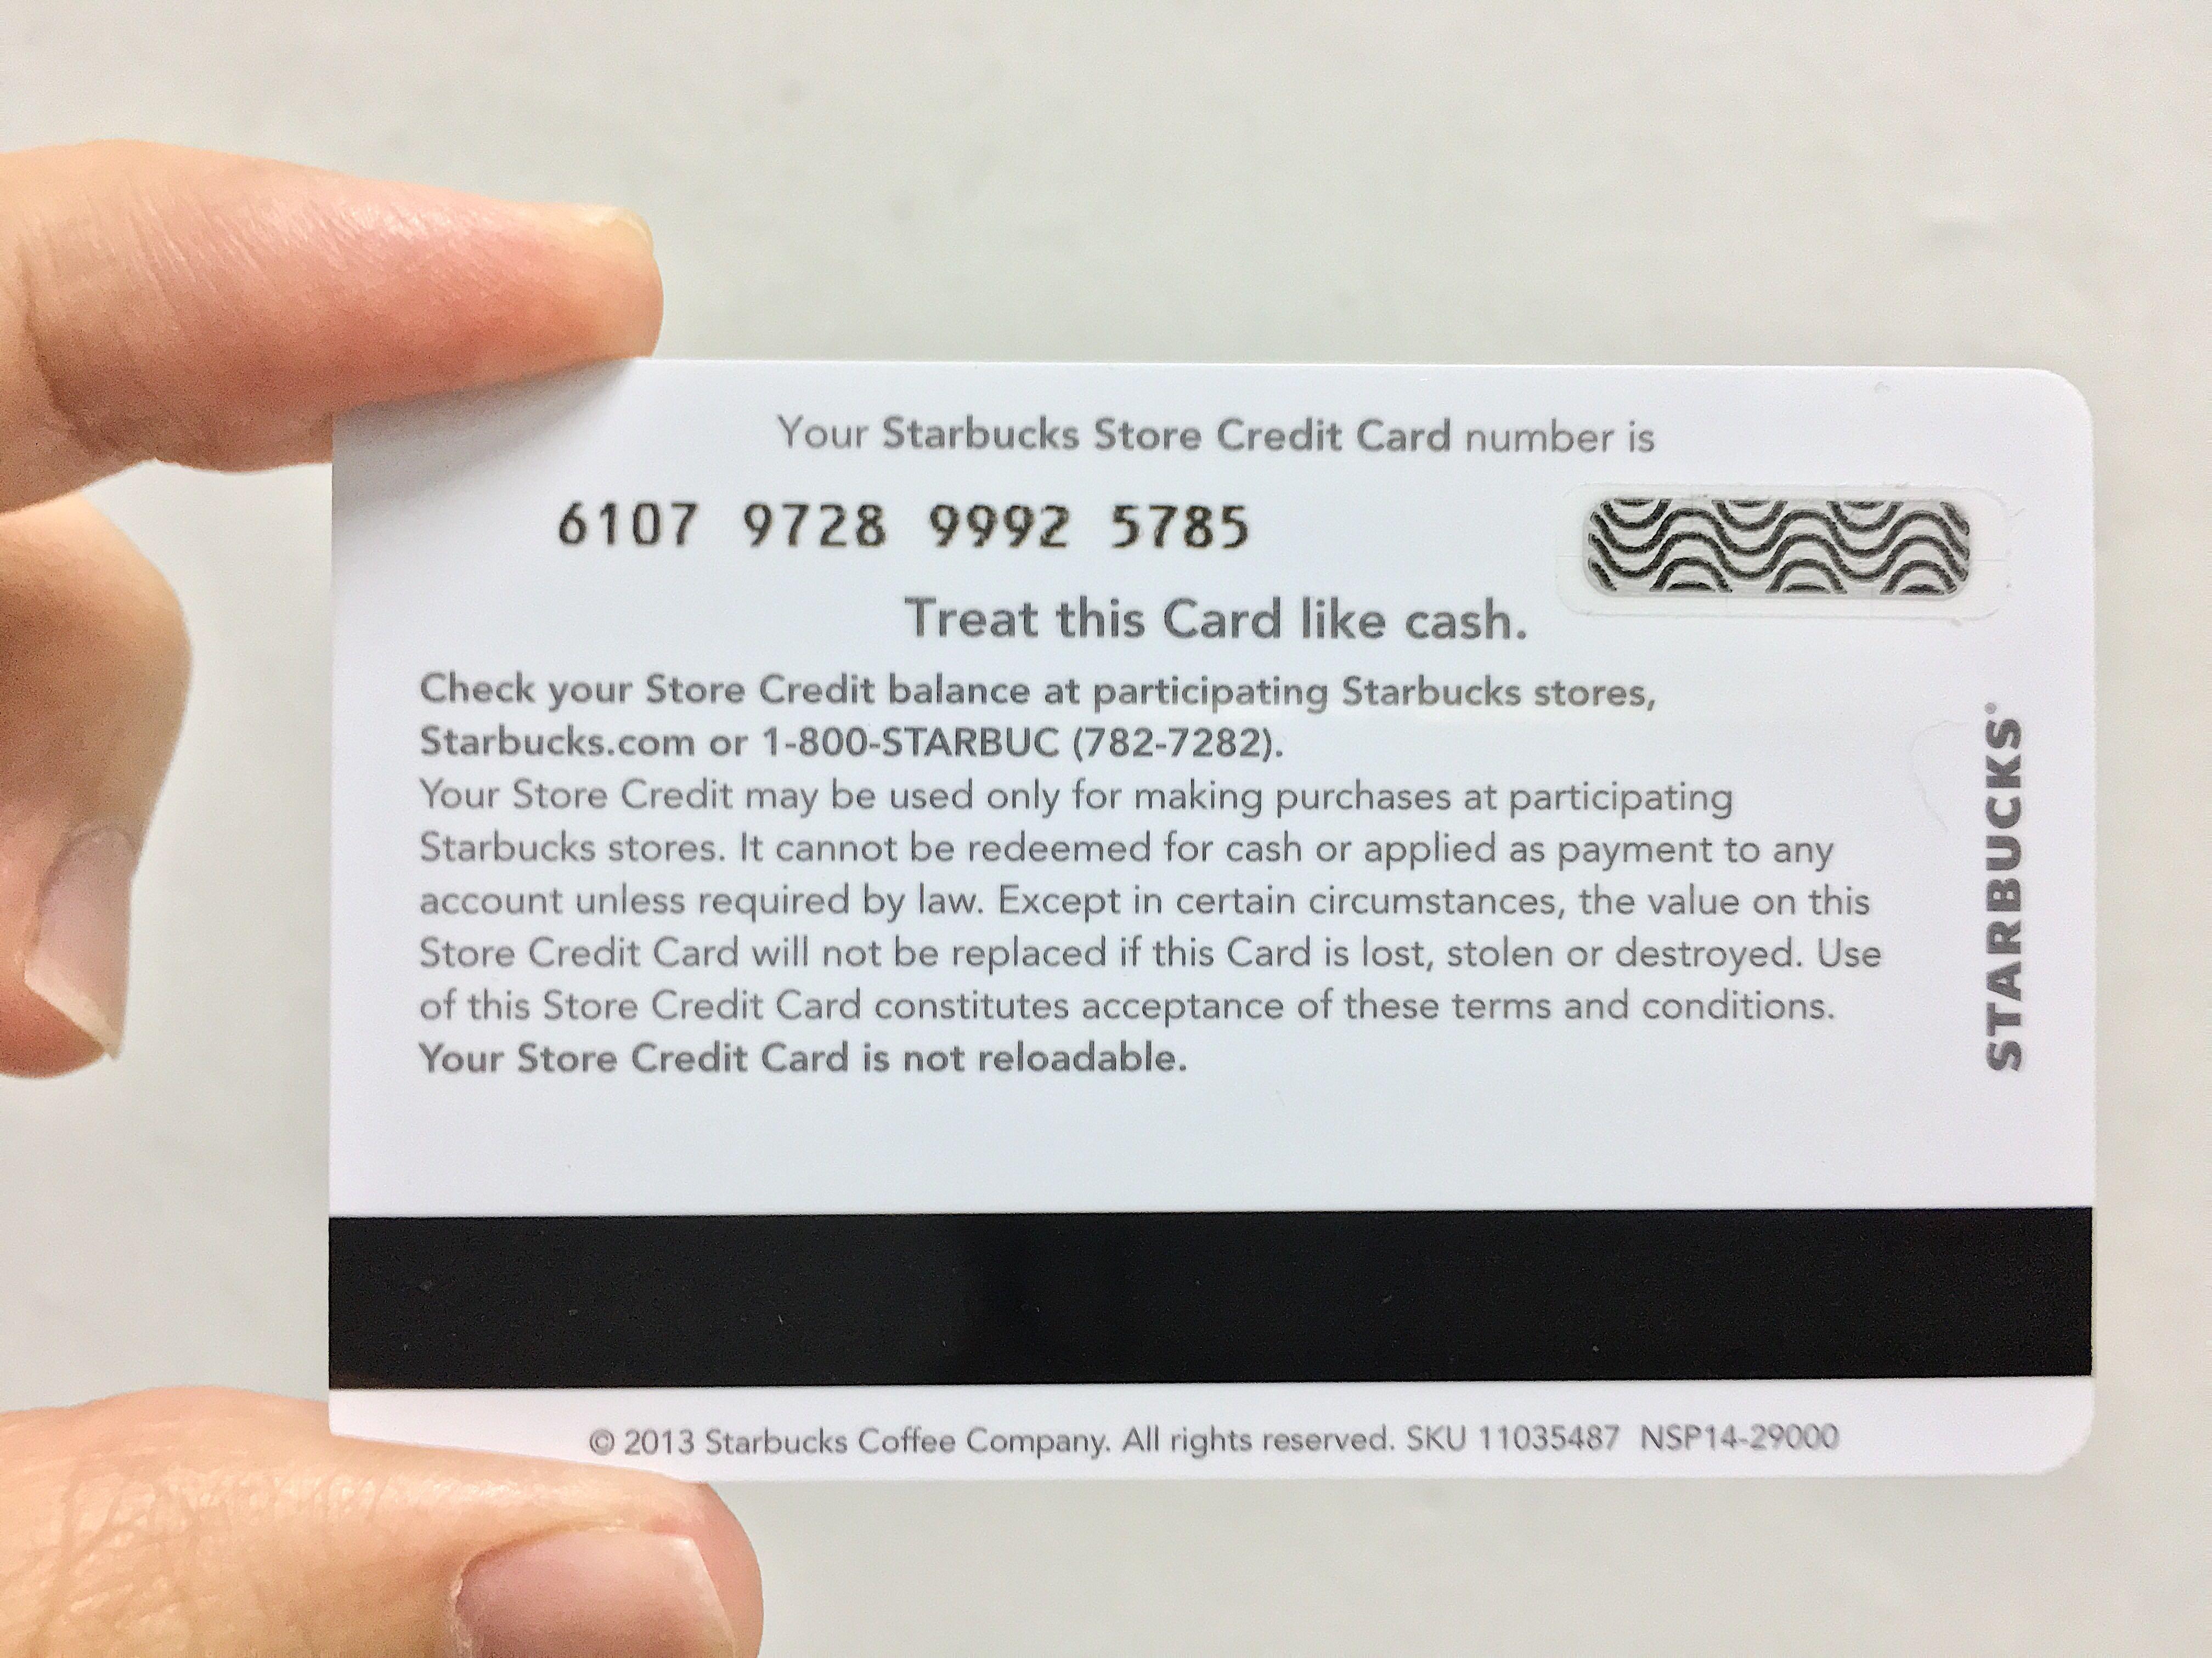 Your Starbucks Store Credit Card number is
6107 9728 9992 5785
Treat this Card like cash.
Check your Store Credit balance at participating Starbucks stores,
Starbucks.com or 1-800-STARBUC (782-7282).
Your Store Credit may be used only for making purchases at participating
Starbucks stores. It cannot be redeemed for cash or applied as payment to any
account unless required by law. Except in certain circumstances, the value on this
Store Credit Card will not be replaced if this Card is lost, stolen or destroyed. Use
of this Store Credit Card constitutes acceptance of these terms and conditions.
Your Store Credit Card is not reloadable.
STARBUCKS®
© 2013 Starbucks Coffee Company. All rights reserved. SKU 11035487 NSP14-29000